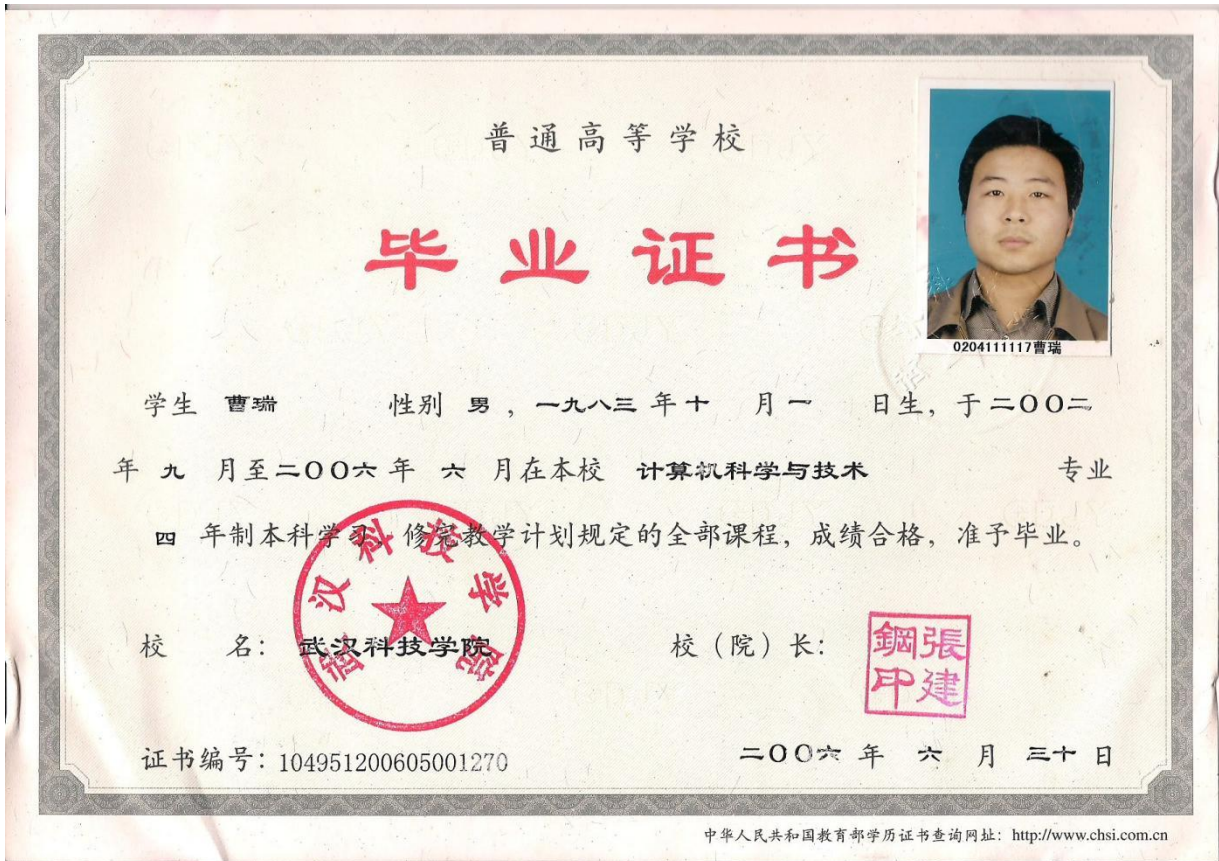 普通高等学校
毕业证书
0204111117曹瑞
学生 曹瑞 性别 男，一九八三 年 十 月 一 日生，于 二〇〇二
年 九 月至 二〇〇六 年 六 月在本校 计算机科学与技术 专业
四 年制本科学习，修完教学计划规定的全部课程，成绩合格，准予毕业。
武汉科技学院
校 名：武汉科技学院 校（院）长：
張建鋼印
证书编号：104951200605001270 二〇〇六 年 六 月 三十 日
中华人民共和国教育部学历证书查询网址：http://www.chsi.com.cn